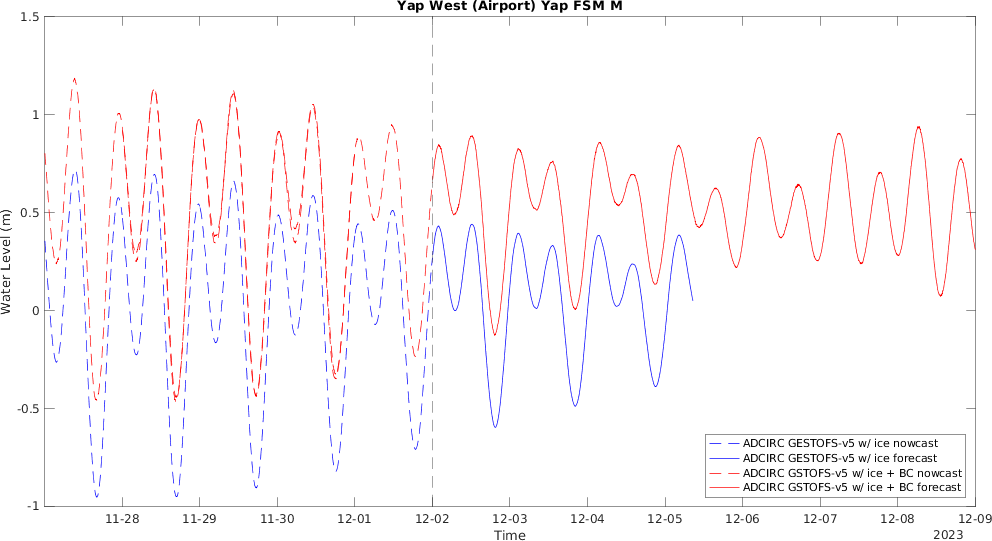 Yap West (Airport) Yap FSM M
1.5
1
0.5
0
-0.5
-1
Water Level (m)
11-28 11-29 11-30 12-01 12-02 12-03 12-04 12-05 12-06 12-07 12-08 12-09
Time
2023
ADCIRC GESTOFS-v5 w/ ice nowcast
ADCIRC GESTOFS-v5 w/ ice forecast
ADCIRC GSTOFS-v5 w/ ice + BC nowcast
ADCIRC GSTOFS-v5 w/ ice + BC forecast